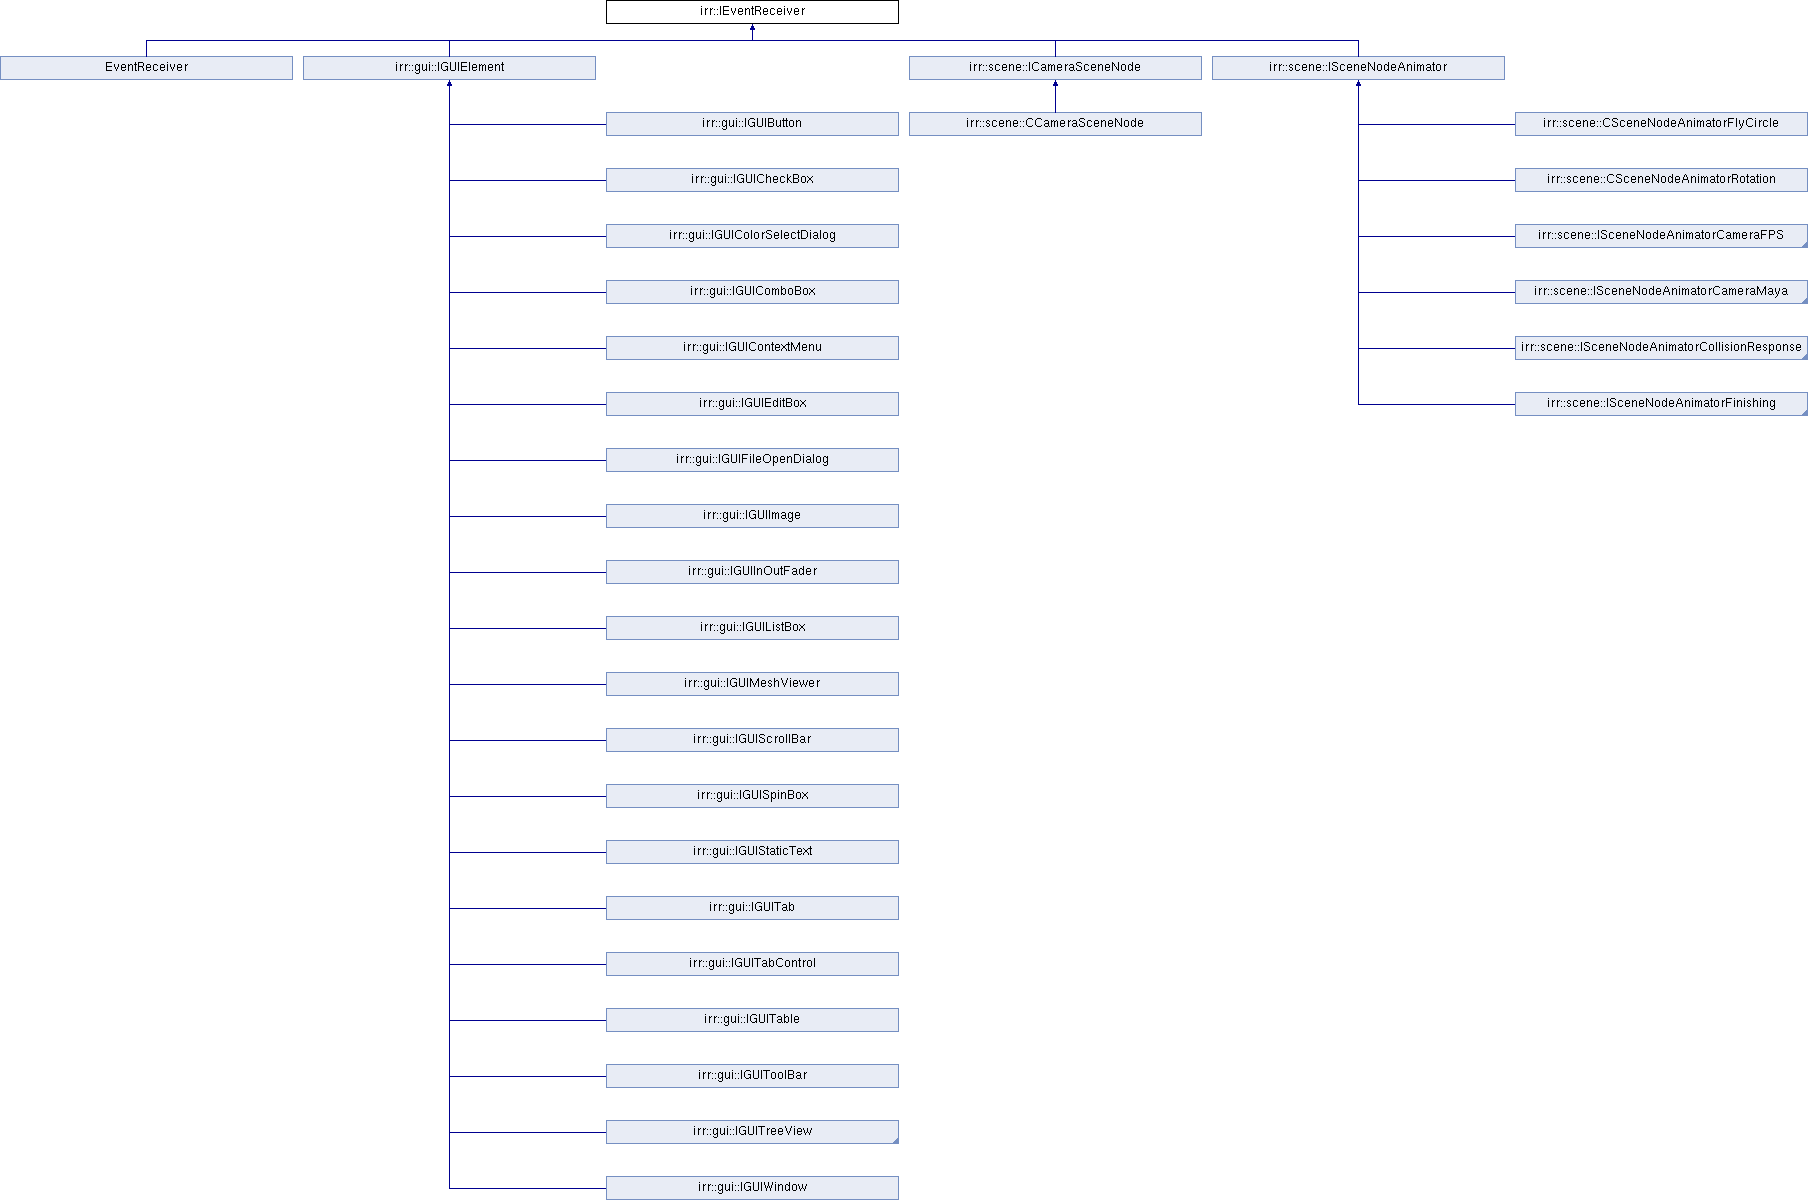 irr::IEventReceiver
EventReceiver
irr::gui::IGUIElement
irr::scene::ICameraSceneNode
irr::scene::ISceneNodeAnimator
irr::gui::IGUIButton
irr::scene::CCameraSceneNode
irr::scene::CSceneNodeAnimatorFlyCircle
irr::gui::IGUICheckBox
irr::scene::CSceneNodeAnimatorRotation
irr::gui::IGUIColorSelectDialog
irr::scene::ISceneNodeAnimatorCameraFPS
irr::gui::IGUIComboBox
irr::scene::ISceneNodeAnimatorCameraMaya
irr::gui::IGUIContextMenu
irr::scene::ISceneNodeAnimatorCollisionResponse
irr::gui::IGUIEditBox
irr::scene::ISceneNodeAnimatorFinishing
irr::gui::IGUIFileOpenDialog
irr::gui::IGUIImage
irr::gui::IGUIInOutFader
irr::gui::IGUIListBox
irr::gui::IGUIMeshViewer
irr::gui::IGUIScrollBar
irr::gui::IGUISpinBox
irr::gui::IGUIStaticText
irr::gui::IGUITab
irr::gui::IGUITabControl
irr::gui::IGUITable
irr::gui::IGUIToolBar
irr::gui::IGUITreeView
irr::gui::IGUIWindow